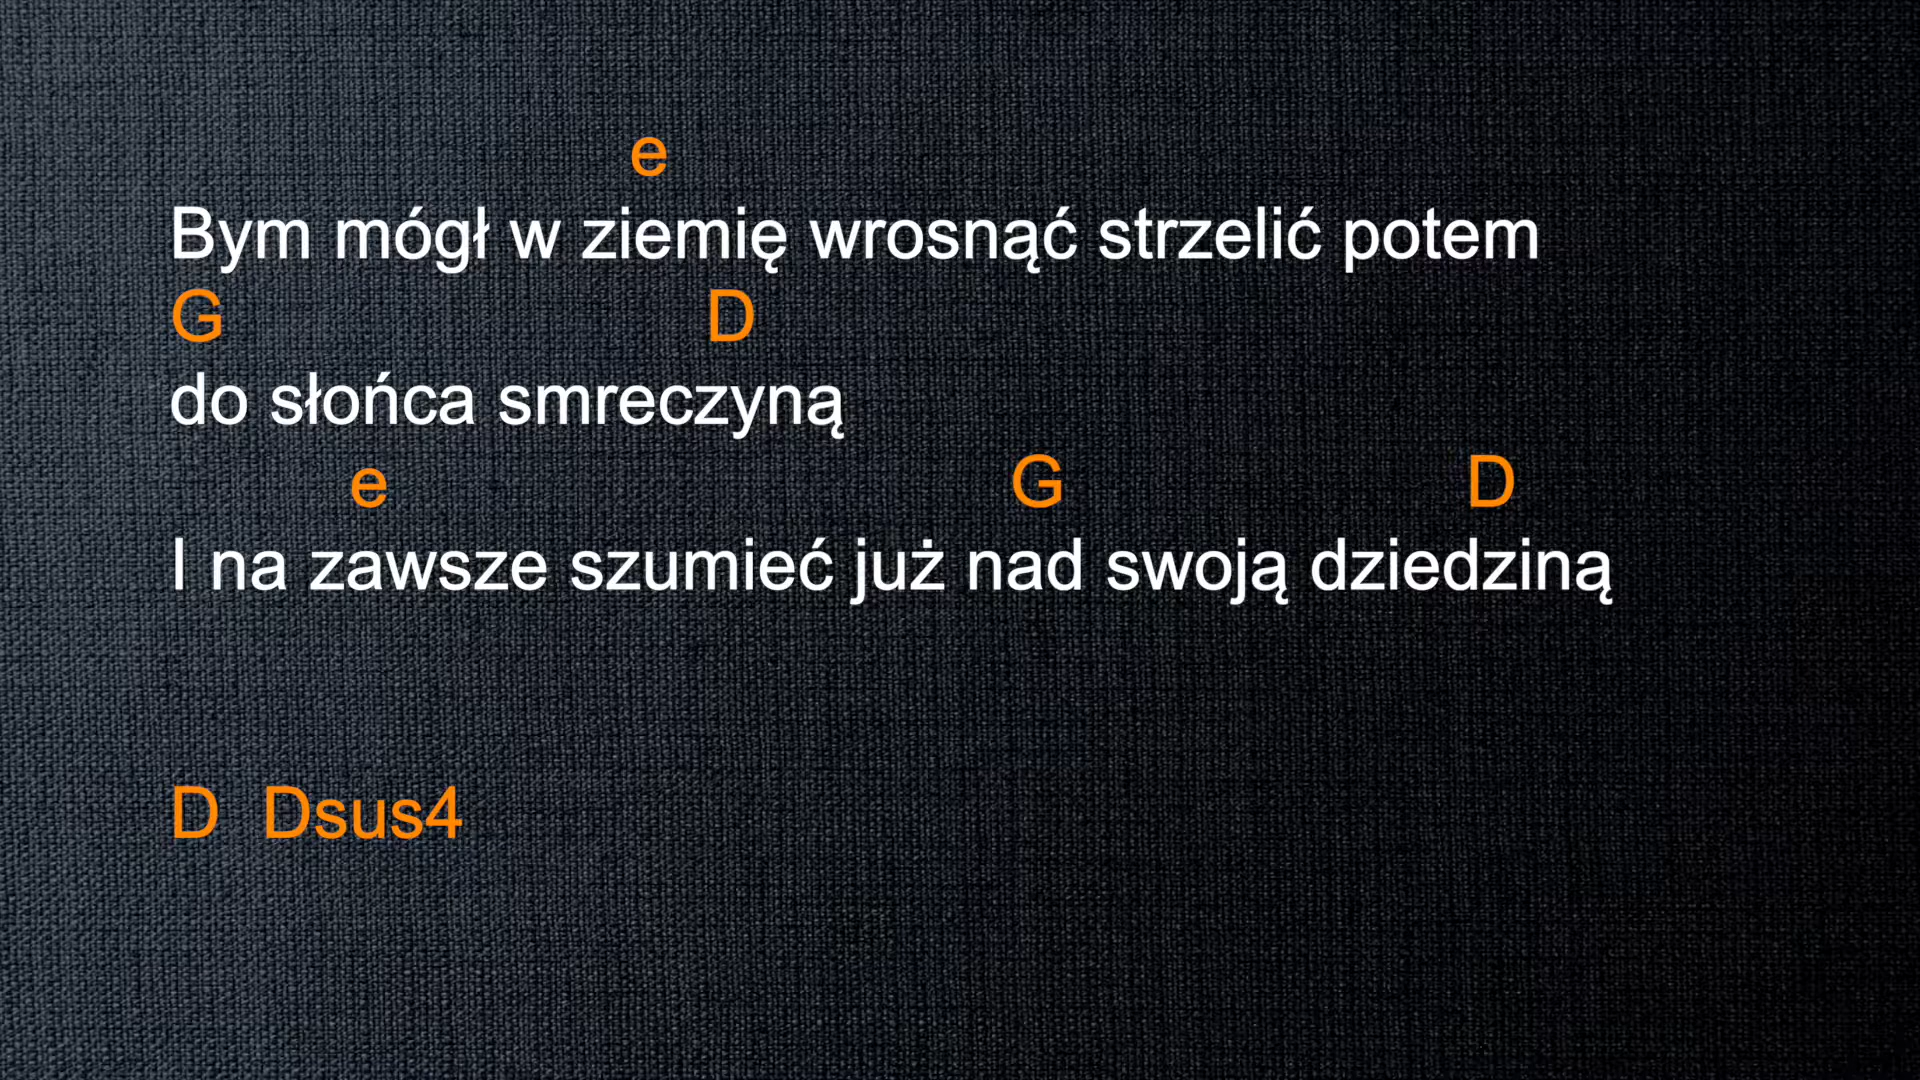 e
Bym mógł w ziemię wrosnąć strzelić potem
G D
do słońca smreczyną
e G D
I na zawsze szumieć już nad swoją dziedziną
D Dsus4